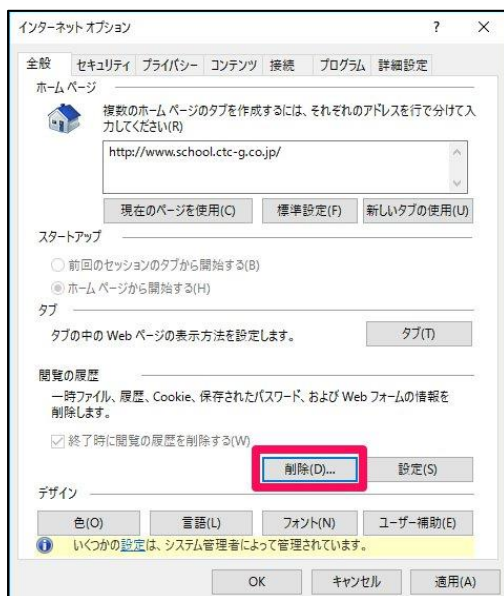 インターネット オプション ? ×
全般 セキュリティ プライバシー コンテンツ 接続 プログラム 詳細設定
ホーム ページ
複数のホーム ページのタブを作成するには、それぞれのアドレスを行で分けて入
力してください(R)
http://www.school.ctc-g.co.jp/
現在のページを使用(C) 標準設定(F) 新しいタブの使用(U)
スタートアップ
前回のセッションのタブから開始する(B)
ホーム ページから開始する(H)
タブ
タブの中の Web ページの表示方法を設定します。 タブ(T)
閲覧の履歴
一時ファイル、履歴、Cookie、保存されたパスワード、および Web フォームの情報を
削除します。
終了時に閲覧の履歴を削除する(W)
削除(D)... 設定(S)
デザイン
色(O) 言語(L) フォント(N) ユーザー補助(E)
いくつかの設定は、システム管理者によって管理されています。
OK キャンセル 適用(A)